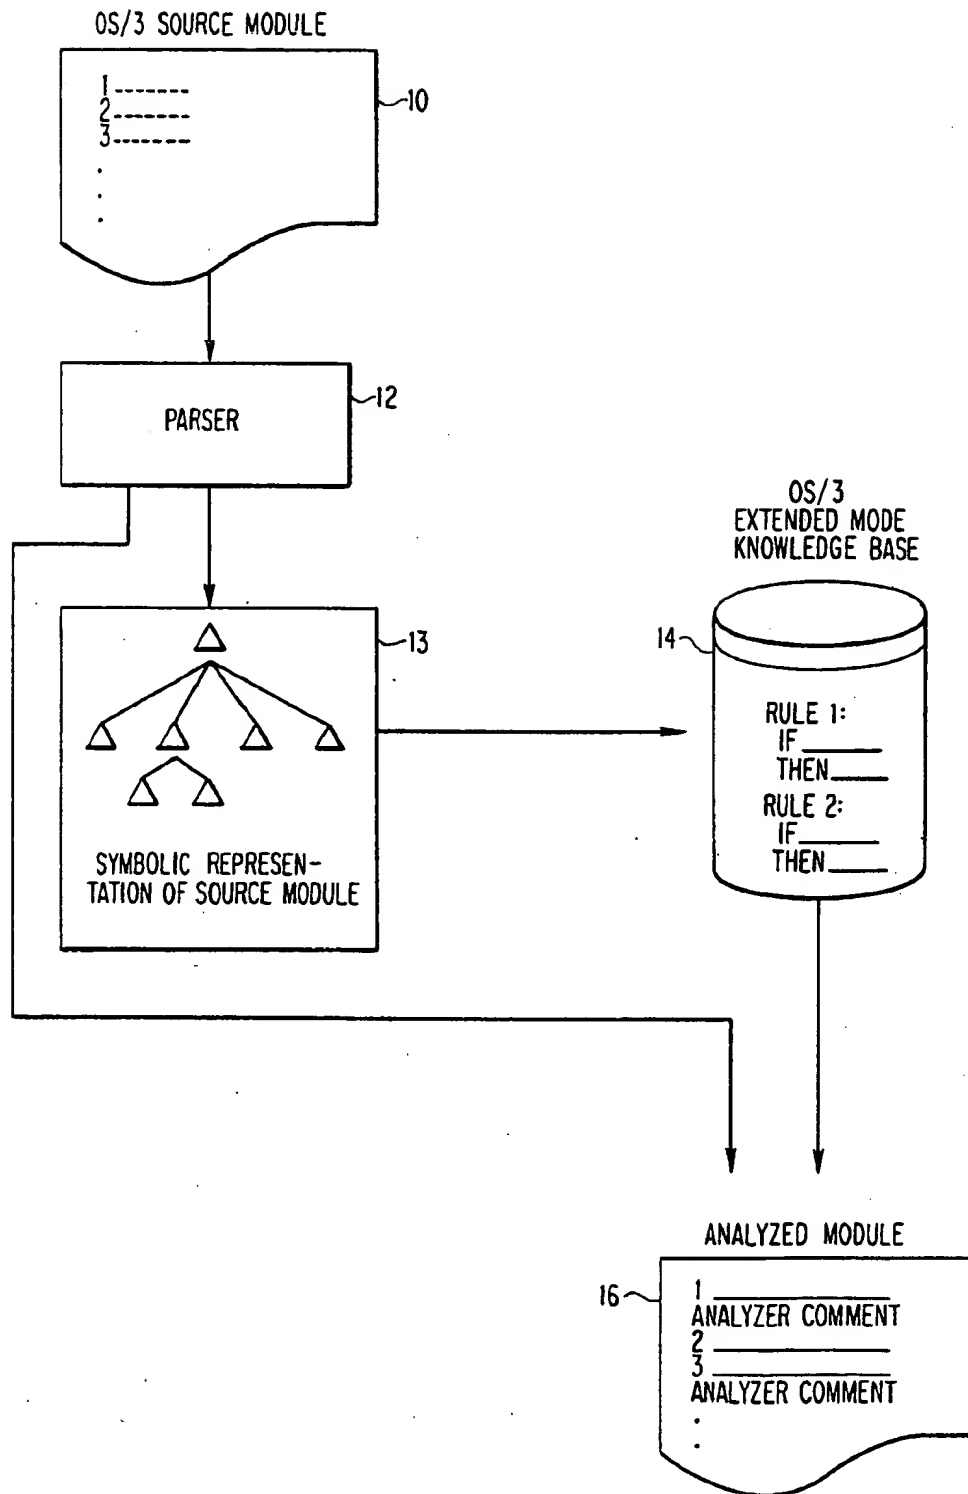 OS/3 SOURCE MODULE
1
2
3
10
PARSER
12
13
SYMBOLIC REPRESEN-
TATION OF SOURCE MODULE
OS/3
EXTENDED MODE
KNOWLEDGE BASE
14
RULE 1:
IF
THEN
RULE 2:
IF
THEN
ANALYZED MODULE
16
1
ANALYZER COMMENT
2
3
ANALYZER COMMENT